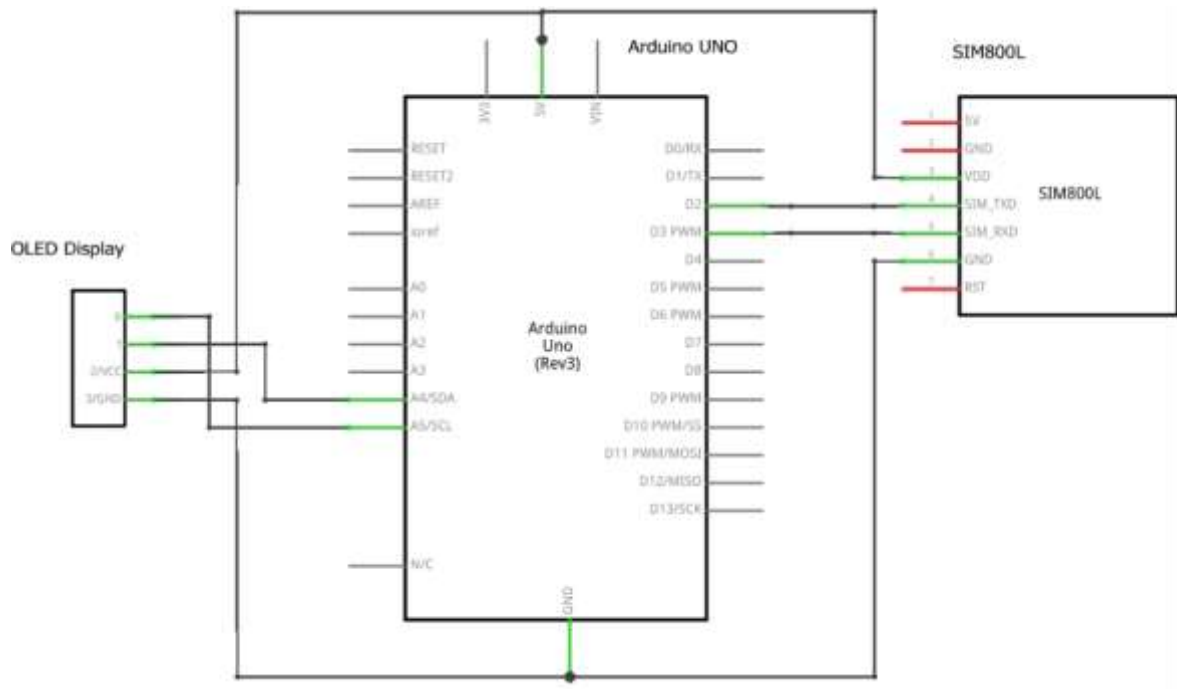 Arduino UNO
SIM800L
3V3
5V
VIN
RESET
RESET2
AREF
ioref
A0
A1
A2
A3
A4/SDA
A5/SCL
N/C
D0/RX
D1/TX
D2
D3 PWM
D4
D5 PWM
D6 PWM
D7
D8
D9 PWM
D10 PWM/SS
D11 PWM/MOSI
D12/MISO
D13/SCK
GND
Arduino
Uno
(Rev3)
OLED Display
2/VCC
3/GND
5V
GND
VDD
SIM_TXD
SIM_RXD
GND
RST
SIM800L